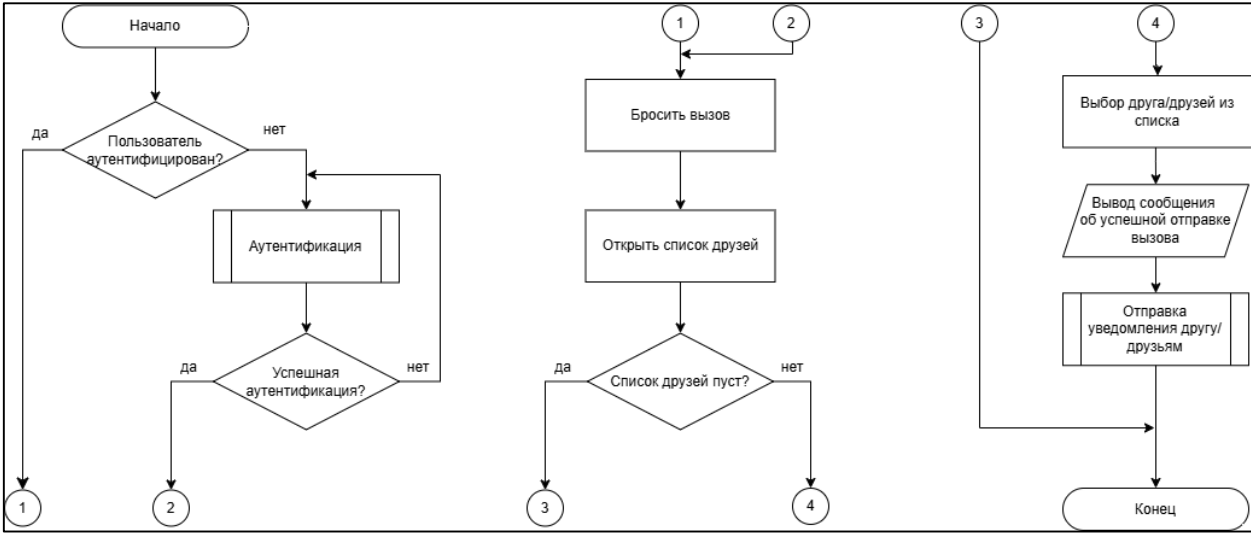 Начало
да
Пользователь
аутентифицирован?
нет
Аутентификация
да
Успешная
аутентификация?
нет
1
2
1
2
Бросить вызов
Открыть список друзей
да
Список друзей пуст?
нет
3
4
3
4
Выбор друга/друзей из
списка
Вывод сообщения
об успешной отправке
вызова
Отправка
уведомления другу/
друзьям
Конец